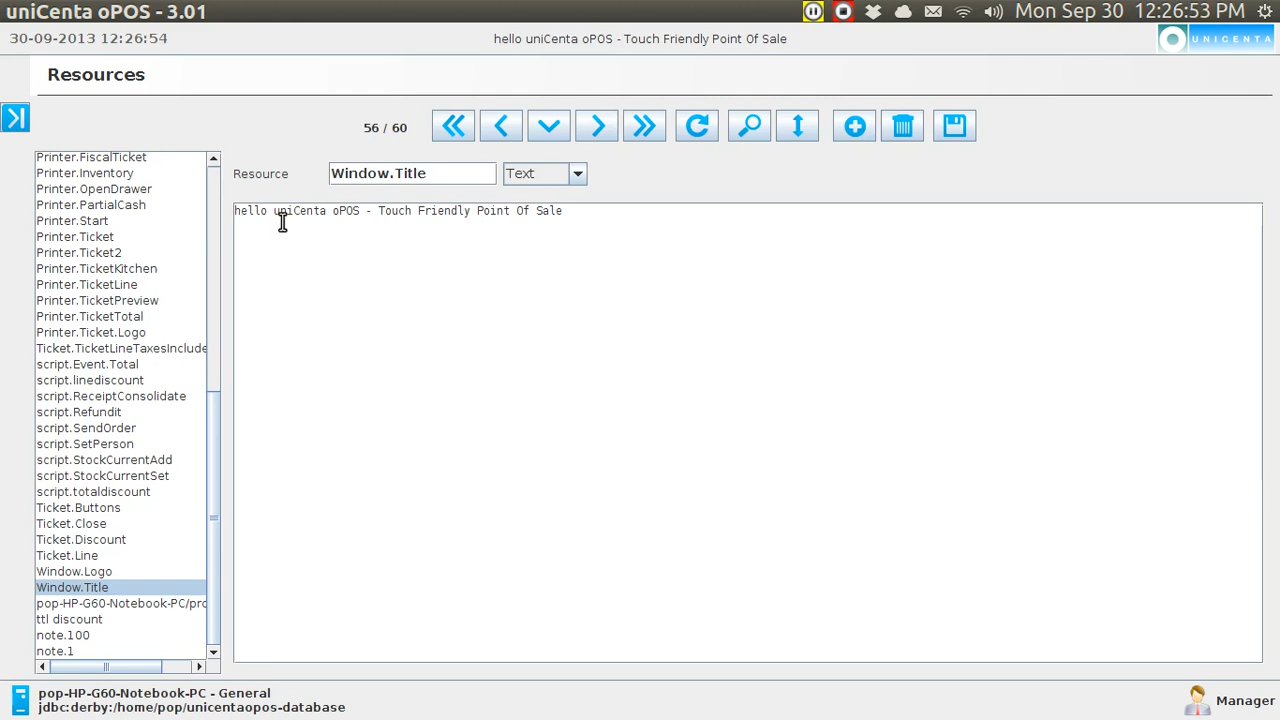 uniCenta oPOS - 3.01
Mon Sep 30 12:26:53 PM
30-09-2013 12:26:54
hello uniCenta oPOS - Touch Friendly Point Of Sale
UNICENTA
Resources
56 / 60
Resource
Window.Title
Text
hello uniCenta oPOS - Touch Friendly Point Of Sale
Printer.FiscalTicket
Printer.Inventory
Printer.OpenDrawer
Printer.PartialCash
Printer.Start
Printer.Ticket
Printer.Ticket2
Printer.TicketKitchen
Printer.TicketLine
Printer.TicketPreview
Printer.TicketTotal
Printer.Ticket.Logo
Ticket.TicketLineTaxesInclude
script.Event.Total
script.linediscount
script.ReceiptConsolidate
script.Refundit
script.SendOrder
script.SetPerson
script.StockCurrentAdd
script.StockCurrentSet
script.totaldiscount
Ticket.Buttons
Ticket.Close
Ticket.Discount
Ticket.Line
Window.Logo
Window.Title
pop-HP-G60-Notebook-PC/pro
ttl discount
note.100
note.1
pop-HP-G60-Notebook-PC - General
jdbc:derby:/home/pop/unicentaopos-database
Manager